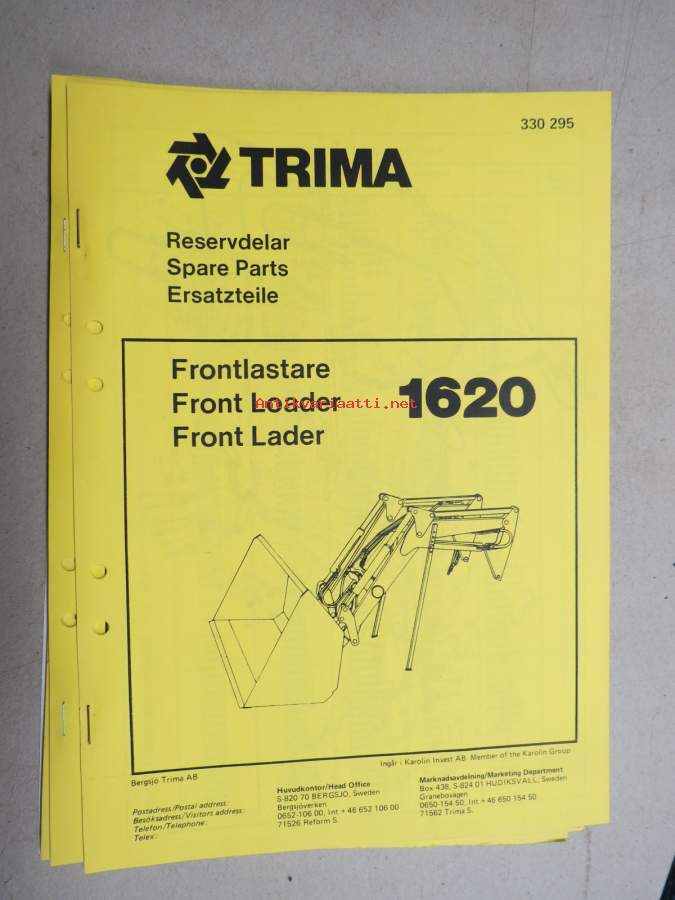 330 295
TRIMA
Reservdelar
Spare Parts
Ersatzteile
Frontlastare
Front Loader 1620
Front Lader
Antikvariaatti.net
Ingår i Karolin Invest AB. Member of the Karolin Group
Bergsjö Trima AB
Huvudkontor/Head Office
S-820 70 BERGSJÖ, Sweden
Bergsjöverken
0652-106 00, Int + 46 652 106 00
71526 Reform S.
Marknadsavdelning/Marketing Department
Box 438, S-824 01 HUDIKSVALL, Sweden
Granebovägen
0650-154 50, Int + 46 650 154 50
71562 Trima S.
Postadress/Postal address:
Besöksadress/Visitors address:
Telefon/Telephone:
Telex: